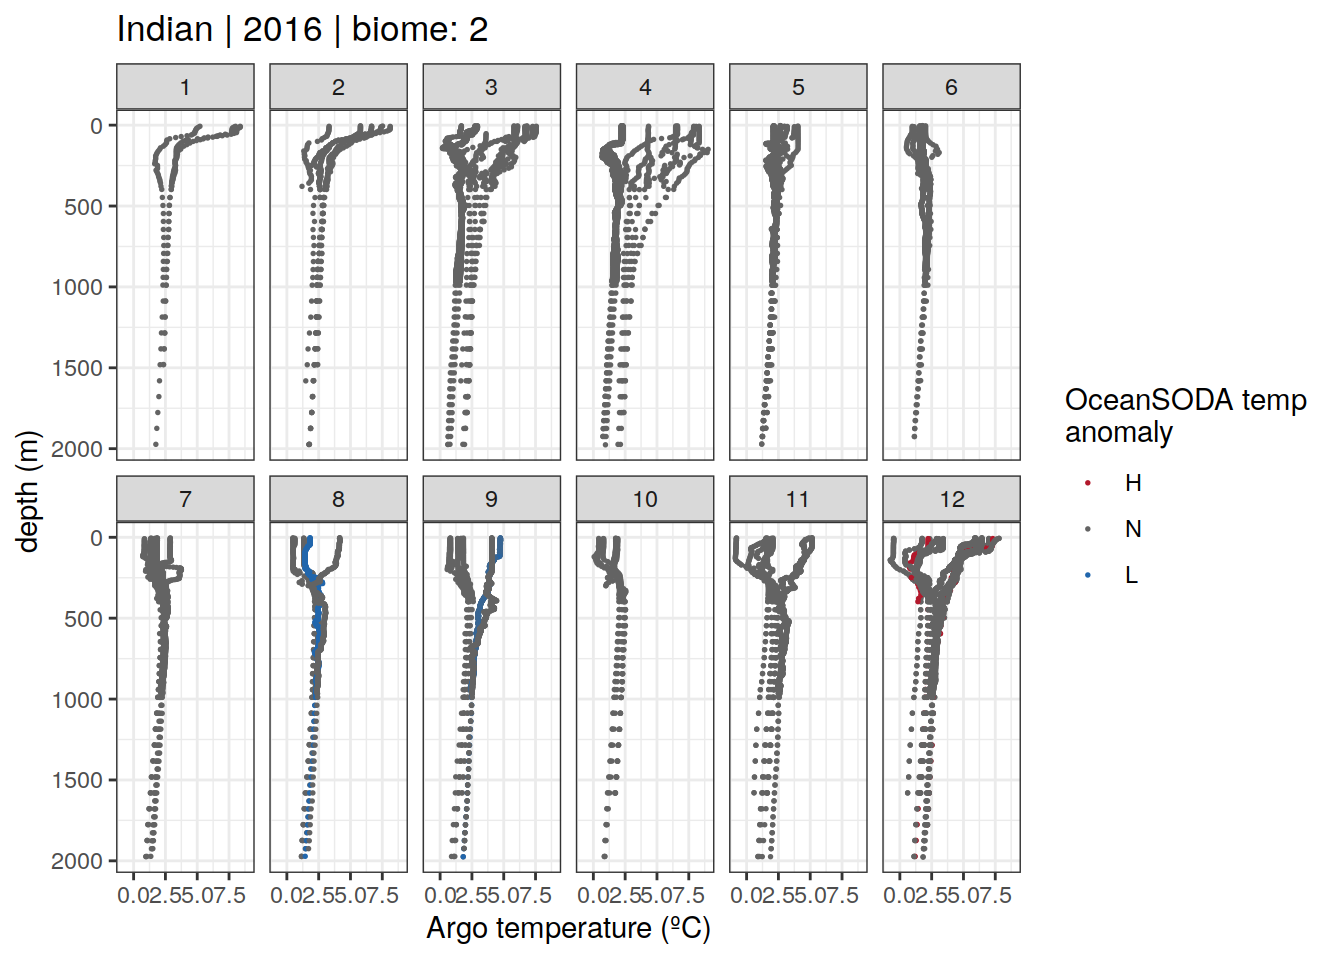 Indian | 2016 | biome: 2
1 2 3 4 5 6
0
500
1000
1500
2000
7 8 9 10 11 12
0
500
1000
1500
2000
0.02.55.07.5 0.02.55.07.5 0.02.55.07.5 0.02.55.07.5 0.02.55.07.5 0.02.55.07.5
Argo temperature (ºC)
depth (m)
OceanSODA temp
anomaly
H
N
L